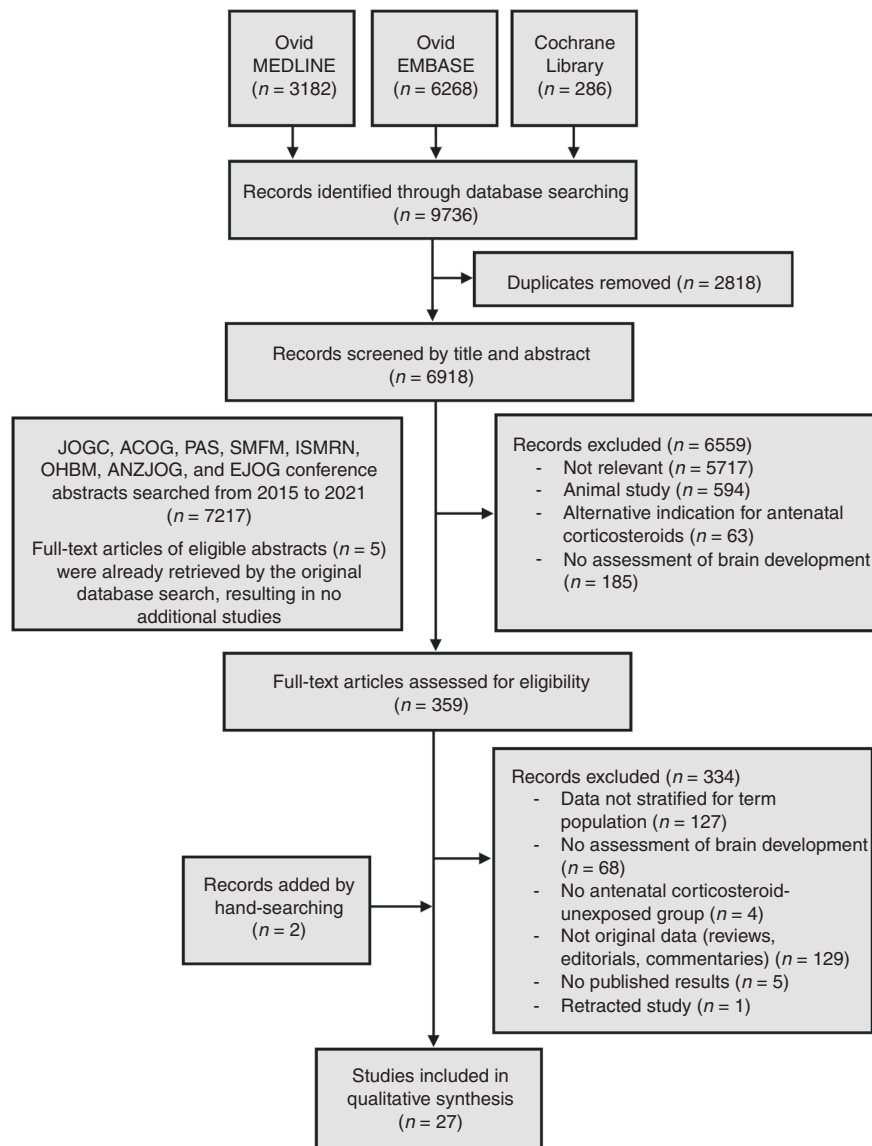 Ovid
MEDLINE
(n = 3182)
Ovid
EMBASE
(n = 6268)
Cochrane
Library
(n = 286)
Records identified through database searching
(n = 9736)
Duplicates removed (n = 2818)
Records screened by title and abstract
(n = 6918)
JOGC, ACOG, PAS, SMFM, ISMRN,
OHBM, ANZJOG, and EJOG conference
abstracts searched from 2015 to 2021
(n = 7217)
Full-text articles of eligible abstracts (n = 5)
were already retrieved by the original
database search, resulting in no
additional studies
Records excluded (n = 6559)
- Not relevant (n = 5717)
- Animal study (n = 594)
- Alternative indication for antenatal
corticosteroids (n = 63)
- No assessment of brain development
(n = 185)
Full-text articles assessed for eligibility
(n = 359)
Records excluded (n = 334)
- Data not stratified for term
population (n = 127)
- No assessment of brain development
(n = 68)
- No antenatal corticosteroid-
unexposed group (n = 4)
- Not original data (reviews,
editorials, commentaries) (n = 129)
- No published results (n = 5)
- Retracted study (n = 1)
Records added by
hand-searching
(n = 2)
Studies included in
qualitative synthesis
(n = 27)